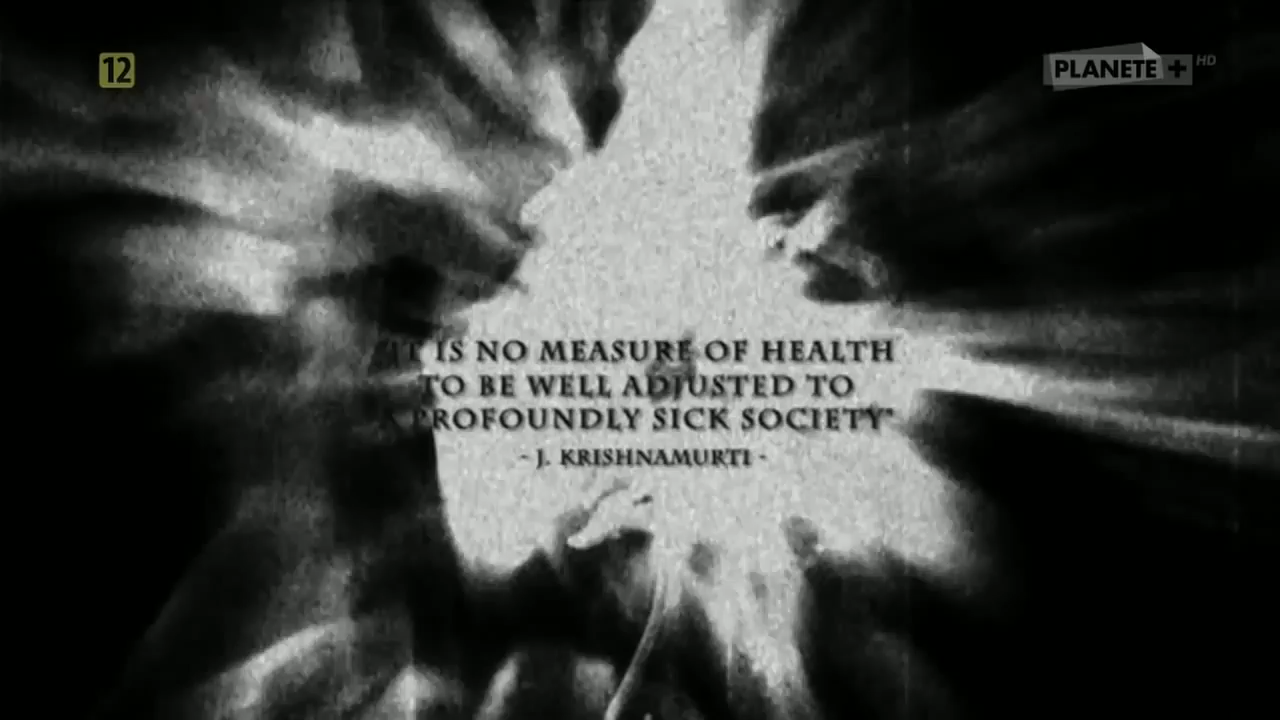 12
PLANETE + HD
"IT IS NO MEASURE OF HEALTH
TO BE WELL ADJUSTED TO
A PROFOUNDLY SICK SOCIETY"
- J. KRISHNAMURTI -